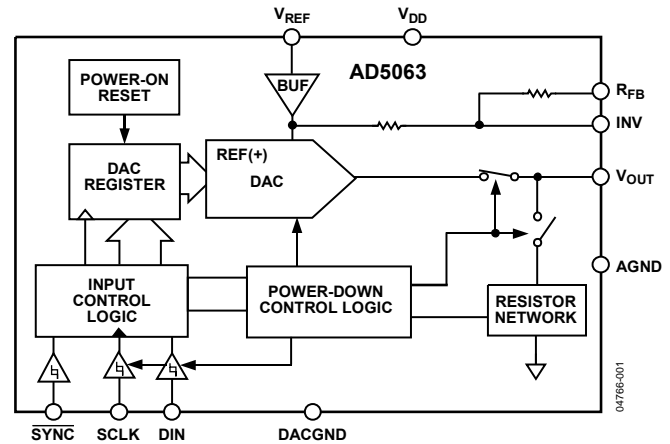 VREF
VDD
AD5063
BUF
POWER-ON
RESET
RFB
INV
REF(+)
DAC
DAC
REGISTER
VOUT
AGND
INPUT
CONTROL
LOGIC
POWER-DOWN
CONTROL LOGIC
RESISTOR
NETWORK
04766-001
SYNC
SCLK
DIN
DACGND